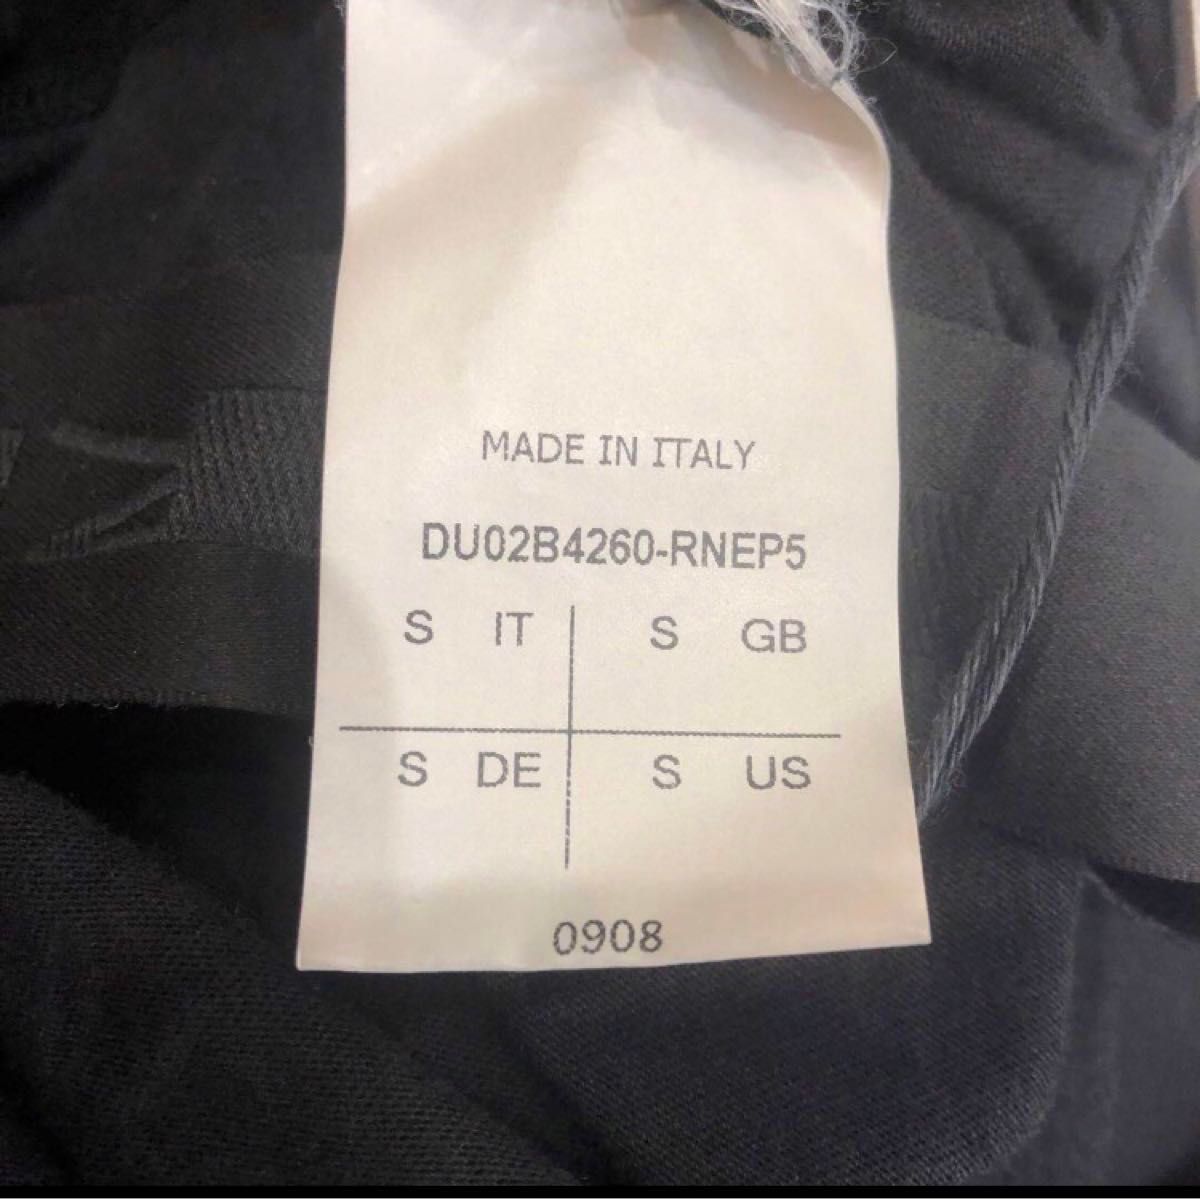 MADE IN ITALY
DU02B4260-RNEP5
S IT S GB
S DE S US
0908